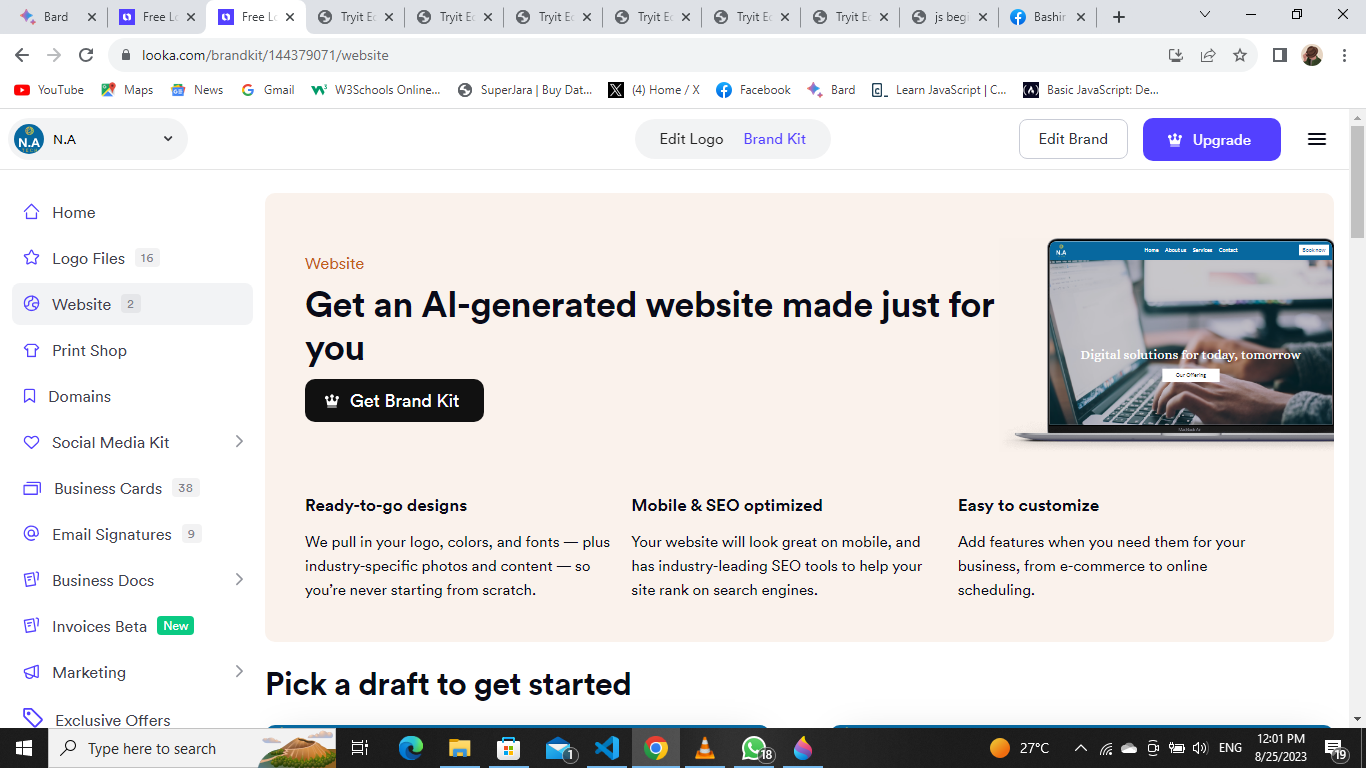 Bard
Free Lo
Free Lo
Tryit Ec
Tryit Ec
Tryit Ec
Tryit Ec
Tryit Ec
Tryit Ec
js begi
Bashir
looka.com/brandkit/144379071/website
YouTube
Maps
News
Gmail
W3Schools Online...
SuperJara | Buy Dat...
(4) Home / X
Facebook
Bard
Learn JavaScript | C...
Basic JavaScript: De...
N.A
N.A
Edit Logo
Brand Kit
Edit Brand
Upgrade
Home
Logo Files 16
Website 2
Print Shop
Domains
Social Media Kit
Business Cards 38
Email Signatures 9
Business Docs
Invoices Beta New
Marketing
Exclusive Offers
Website
Get an AI-generated website made just for
you
Get Brand Kit
N.A
Home About us Services Contact
Book now
Digital solutions for today, tomorrow
Our Offering
MacBook Air
Ready-to-go designs
We pull in your logo, colors, and fonts — plus
industry-specific photos and content — so
you’re never starting from scratch.
Mobile & SEO optimized
Your website will look great on mobile, and
has industry-leading SEO tools to help your
site rank on search engines.
Easy to customize
Add features when you need them for your
business, from e-commerce to online
scheduling.
Pick a draft to get started
Type here to search
1
18
27°C
ENG
12:01 PM
8/25/2023
19